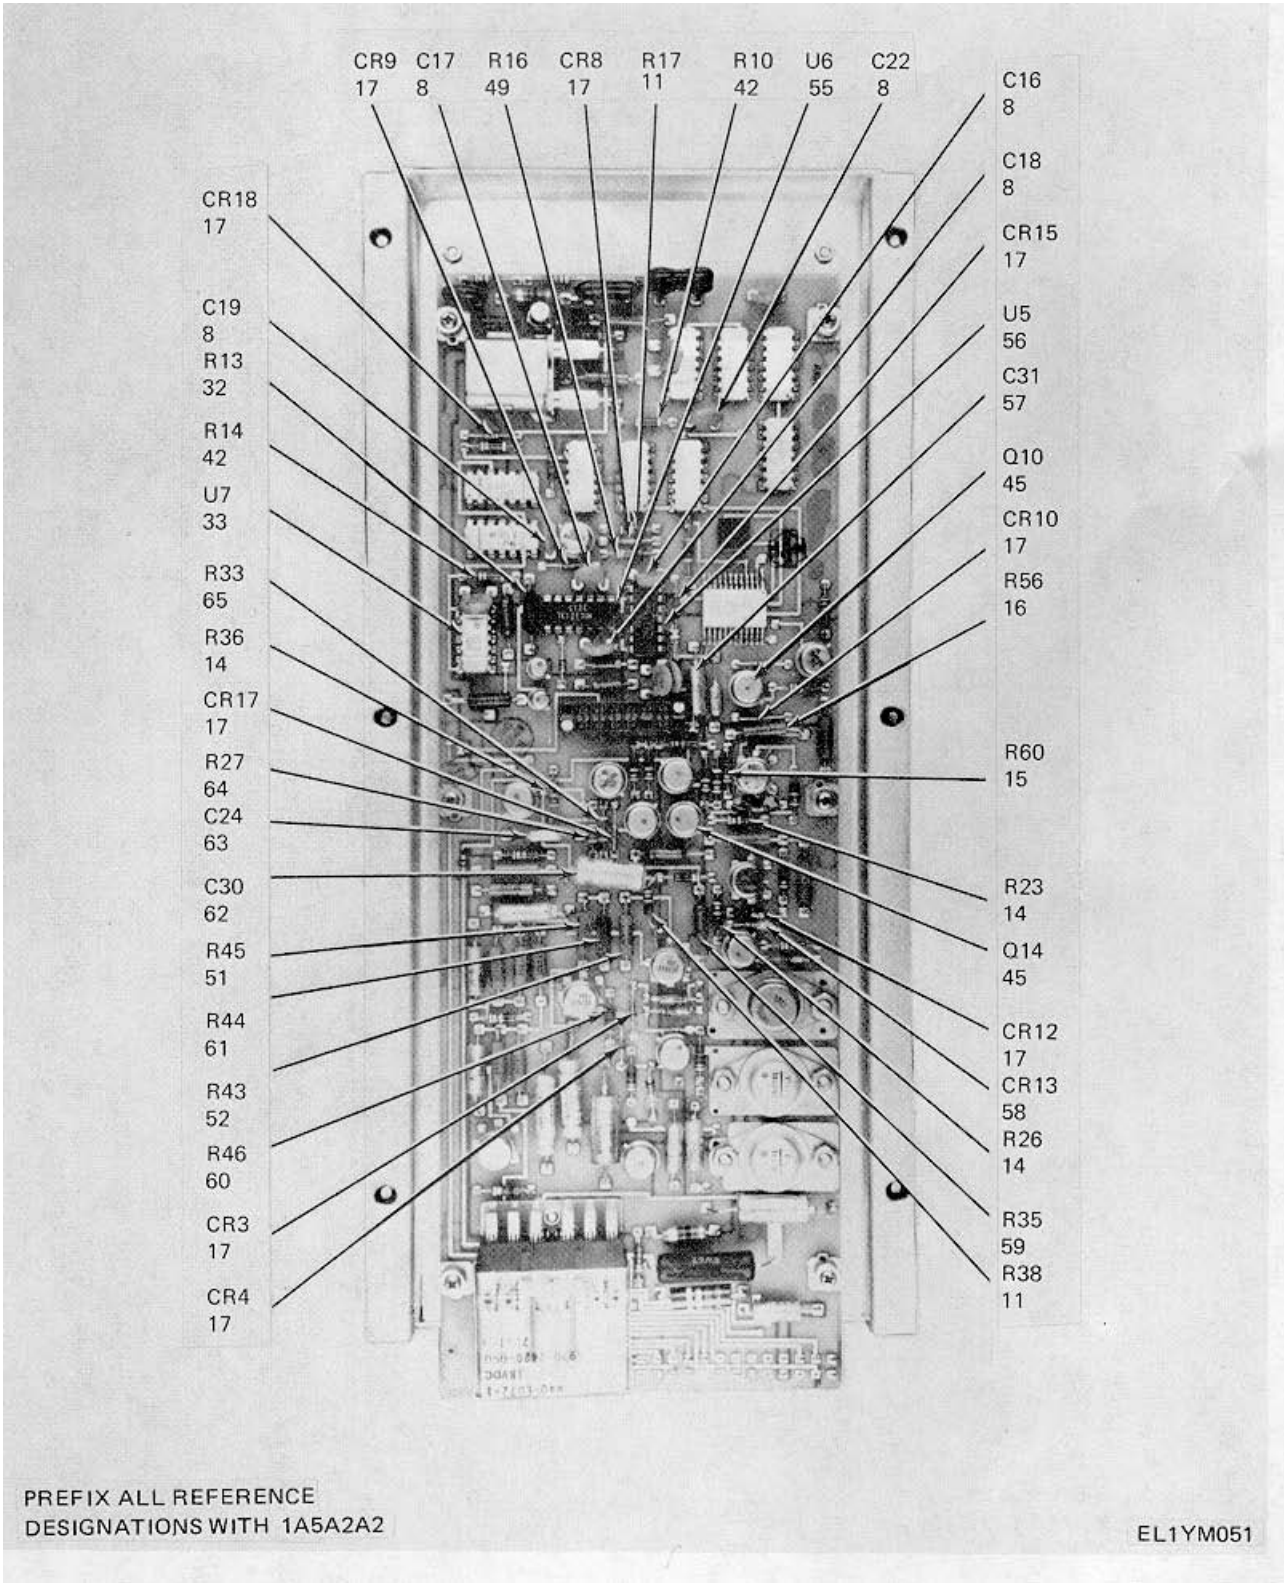 CR9 C17 R16 CR8 R17 R10 U6 C22
17 8 49 17 11 42 55 8
C16
8
C18
8
CR15
17
U5
56
C31
57
Q10
45
CR10
17
R56
16
R60
15
R23
14
Q14
45
CR12
17
CR13
58
R26
14
R35
59
R38
11
CR18
17
C19
8
R13
32
R14
42
U7
33
R33
65
R36
14
CR17
17
R27
64
C24
63
C30
62
R45
51
R44
61
R43
52
R46
60
CR3
17
CR4
17
PREFIX ALL REFERENCE
DESIGNATIONS WITH 1A5A2A2
EL1YM051